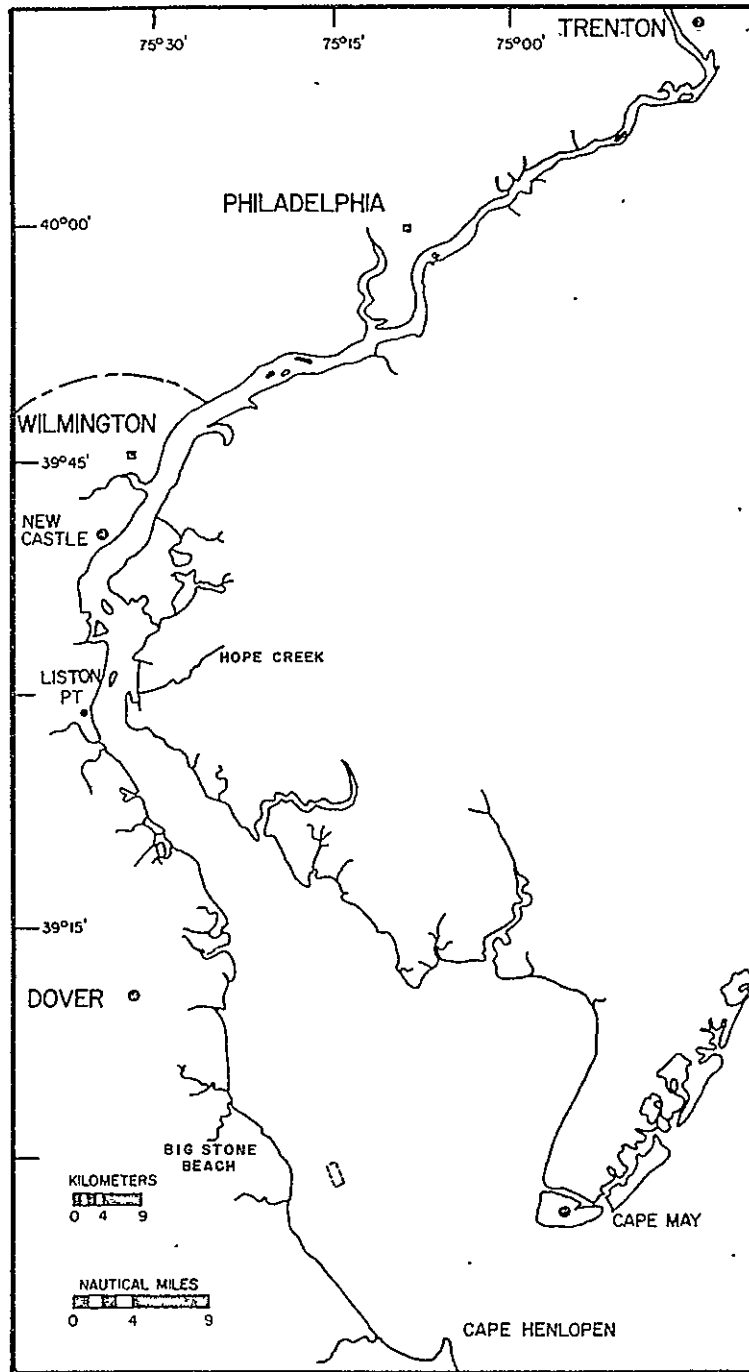 TRENTON
75°30'
75°15'
75°00'
PHILADELPHIA
40°00'
WILMINGTON
39°45'
NEW
CASTLE
HOPE CREEK
LISTON
PT
39°15'
DOVER
BIG STONE
BEACH
KILOMETERS
0 4 9
CAPE MAY
NAUTICAL MILES
0 4 9
CAPE HENLOPEN